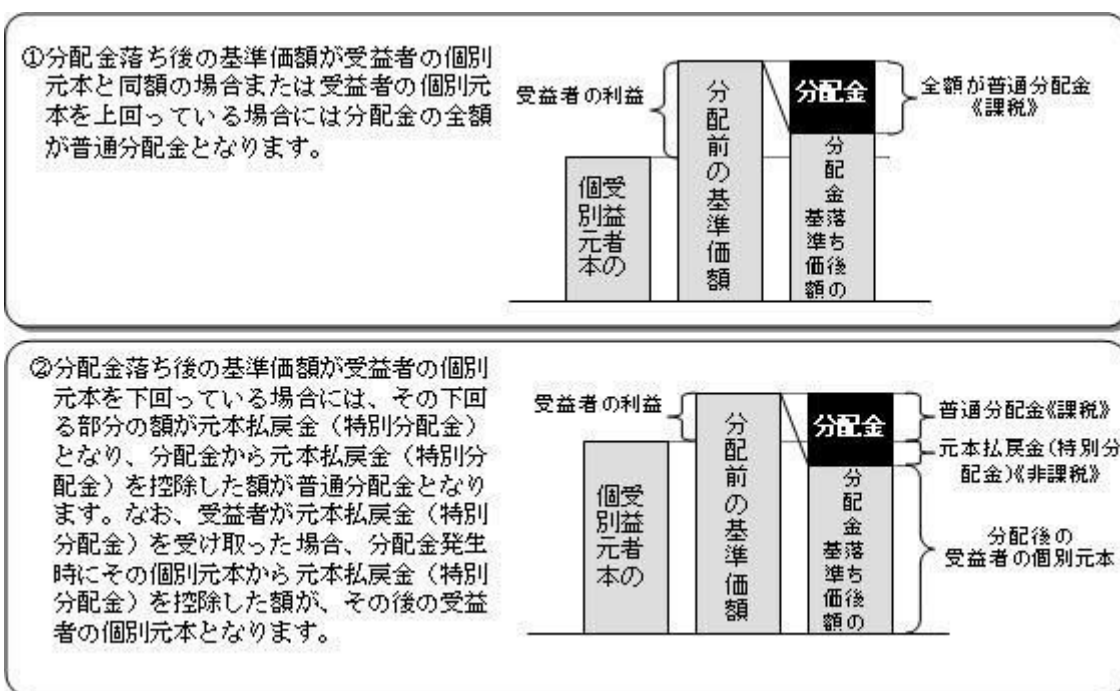 ①分配金落ち後の基準価額が受益者の個別
元本と同額の場合または受益者の個別元
本を上回っている場合には分配金の全額
が普通分配金となります。
受益者の利益
受益者の
個別元本
分配前の基準価額
分配金
分配金落ち後の
基準価額
全額が普通分配金
《課税》
②分配金落ち後の基準価額が受益者の個別
元本を下回っている場合には、その下回
る部分の額が元本払戻金（特別分配金）
となり、分配金から元本払戻金（特別分
配金）を控除した額が普通分配金となり
ます。なお、受益者が元本払戻金（特別
分配金）を受け取った場合、分配金発生
時にその個別元本から元本払戻金（特別
分配金）を控除した額が、その後の受益
者の個別元本となります。
受益者の利益
受益者の
個別元本
分配前の基準価額
分配金
分配金落ち後の
基準価額
普通分配金《課税》
元本払戻金(特別分
配金)《非課税》
分配後の
受益者の個別元本